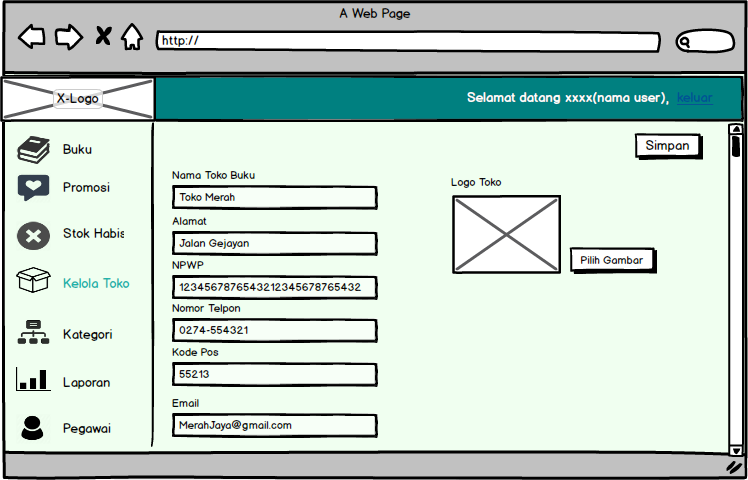 A Web Page
http://
X-Logo
Selamat datang xxxx(nama user), keluar
Buku
Promosi
Stok Habis
Kelola Toko
Kategori
Laporan
Pegawai
Simpan
Nama Toko Buku
Toko Merah
Alamat
Jalan Gejayan
NPWP
123456787654321234567876543​2
Nomor Telpon
0274-554321
Kode Pos
55213
Email
MerahJaya@gmail.com
Logo Toko
Pilih Gambar